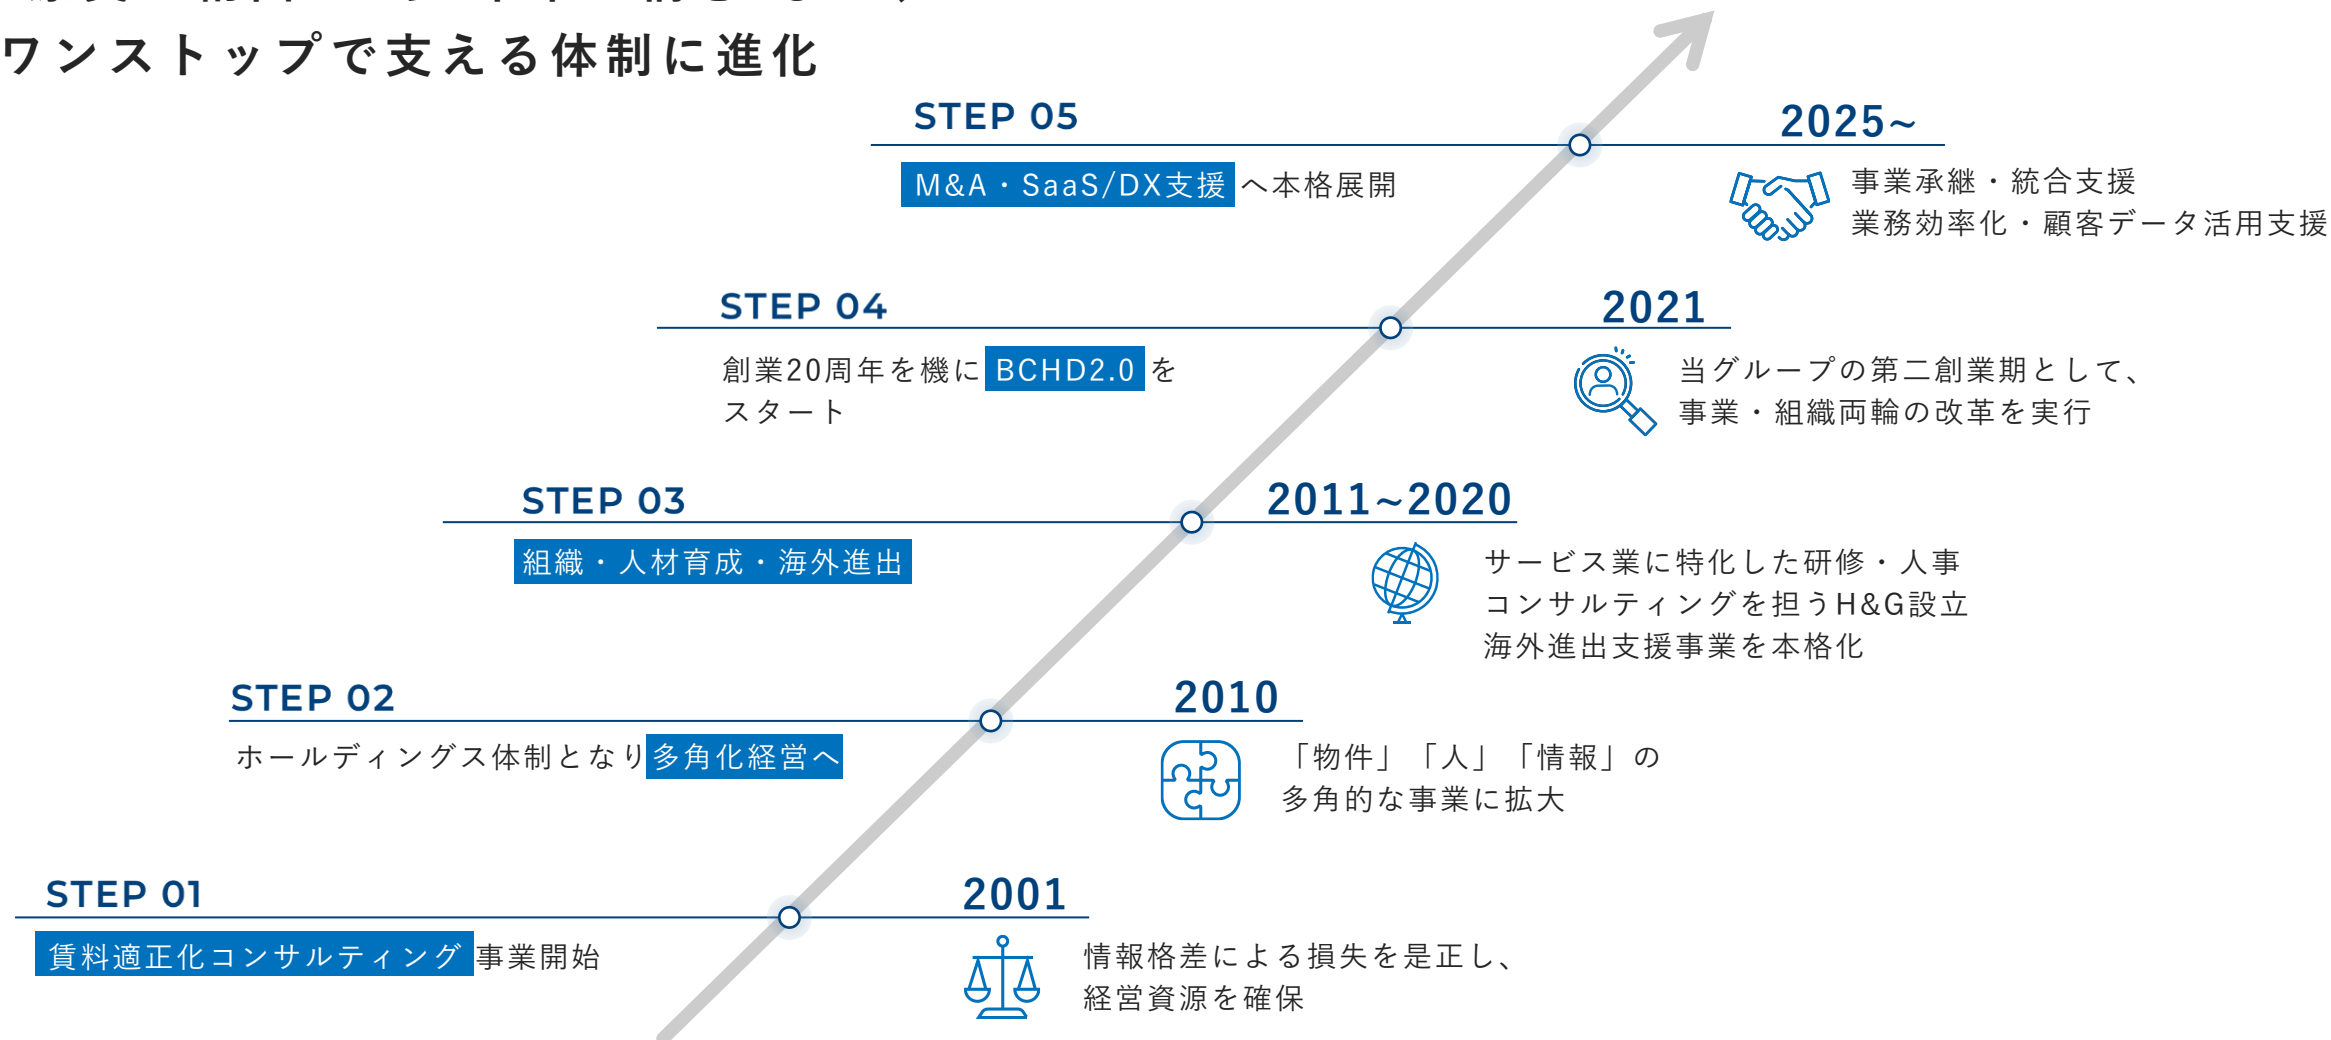 ワンストップで支える体制に進化
STEP 05
2025~
M&A・SaaS/DX支援 へ本格展開
事業承継・統合支援
業務効率化・顧客データ活用支援
STEP 04
2021
創業20周年を機に BCHD2.0 を
スタート
当グループの第二創業期として、
事業・組織両輪の改革を実行
STEP 03
2011~2020
組織・人材育成・海外進出
サービス業に特化した研修・人事
コンサルティングを担うH&G設立
海外進出支援事業を本格化
STEP 02
2010
ホールディングス体制となり 多角化経営へ
「物件」「人」「情報」の
多角的な事業に拡大
STEP 01
2001
賃料適正化コンサルティング 事業開始
情報格差による損失を是正し、
経営資源を確保